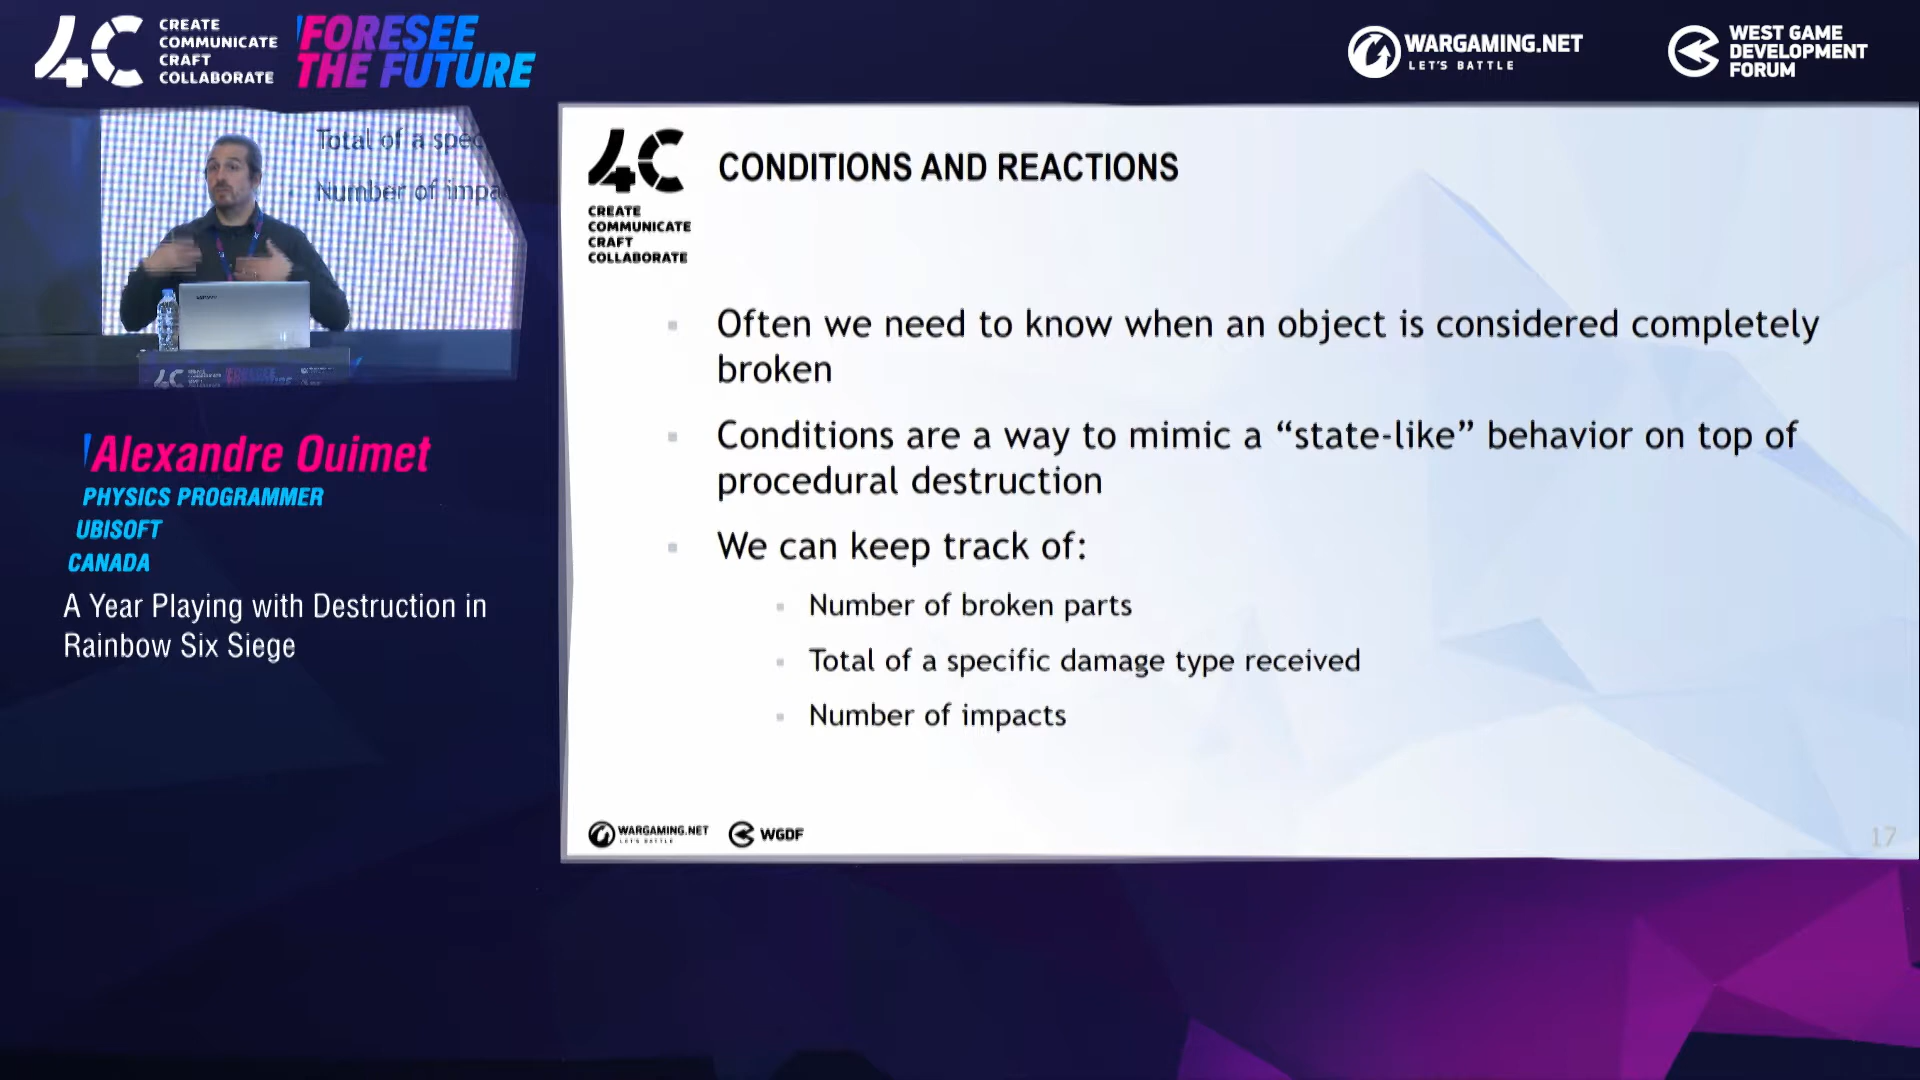 4C
CREATE
COMMUNICATE
CRAFT
COLLABORATE
FORESEE
THE FUTURE
WARGAMING.NET
LET'S BATTLE
WEST GAME
DEVELOPMENT
FORUM
Total of a spec
Number of impa
4C
Alexandre Ouimet
PHYSICS PROGRAMMER
UBISOFT
CANADA
A Year Playing with Destruction in
Rainbow Six Siege
4C
CREATE
COMMUNICATE
CRAFT
COLLABORATE
CONDITIONS AND REACTIONS
Often we need to know when an object is considered completely
broken
Conditions are a way to mimic a “state-like” behavior on top of
procedural destruction
We can keep track of:
Number of broken parts
Total of a specific damage type received
Number of impacts
WARGAMING.NET
LET'S BATTLE
WGDF
17